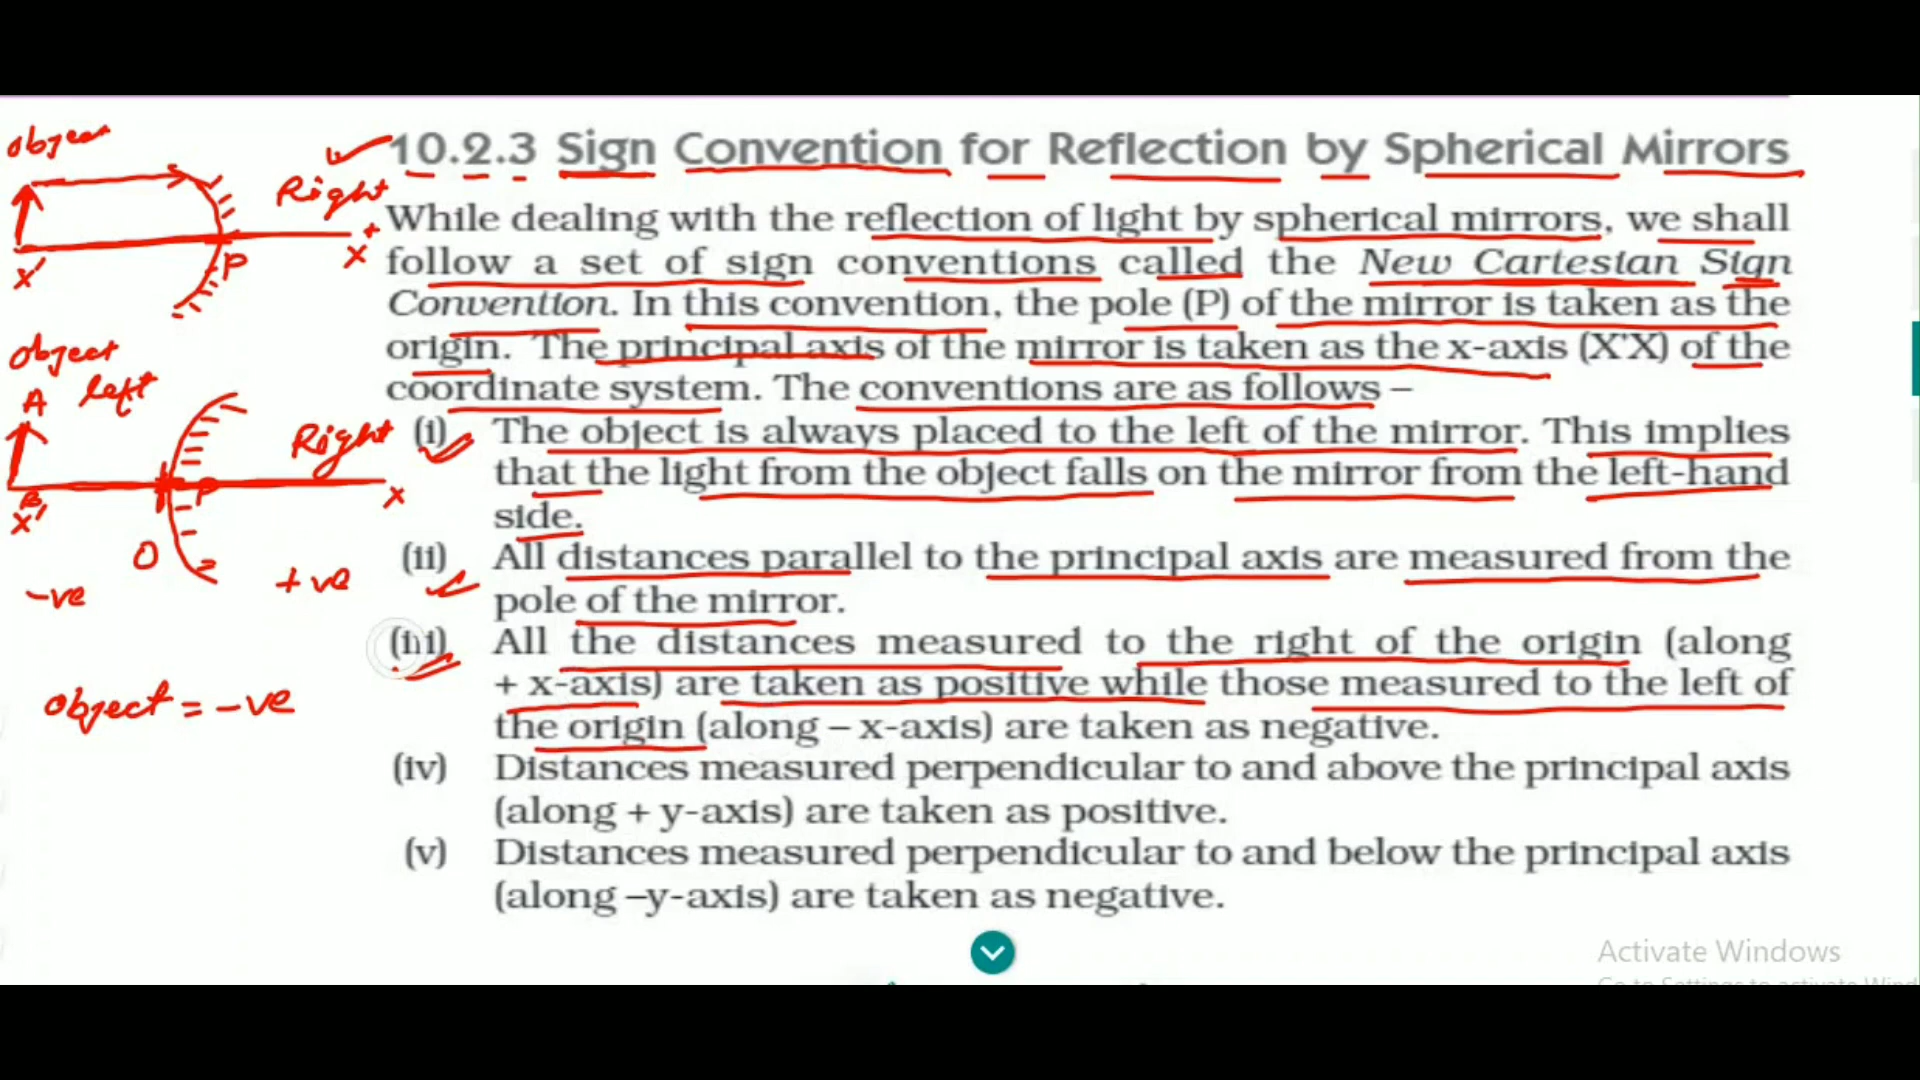 10.2.3 Sign Convention for Reflection by Spherical Mirrors
While dealing with the reflection of light by spherical mirrors, we shall
follow a set of sign conventions called the New Cartesian Sign
Convention. In this convention, the pole (P) of the mirror is taken as the
origin. The principal axis of the mirror is taken as the x-axis (X'X) of the
coordinate system. The conventions are as follows –
(i) The object is always placed to the left of the mirror. This implies
that the light from the object falls on the mirror from the left-hand
side.
(ii) All distances parallel to the principal axis are measured from the
pole of the mirror.
(iii) All the distances measured to the right of the origin (along
+ x-axis) are taken as positive while those measured to the left of
the origin (along – x-axis) are taken as negative.
(iv) Distances measured perpendicular to and above the principal axis
(along + y-axis) are taken as positive.
(v) Distances measured perpendicular to and below the principal axis
(along –y-axis) are taken as negative.
object
Right
X' P X
object
left
A
Right
B P
X' X
O
-ve +ve
object = -ve
Activate Windows